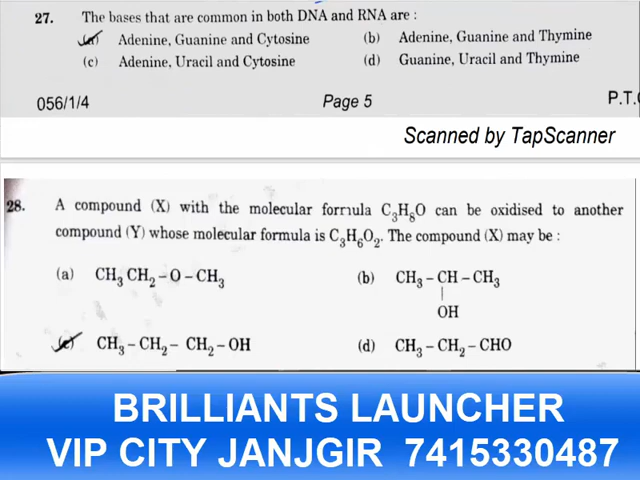 27. The bases that are common in both DNA and RNA are :
(a) Adenine, Guanine and Cytosine (b) Adenine, Guanine and Thymine
(c) Adenine, Uracil and Cytosine (d) Guanine, Uracil and Thymine
056/1/4 Page 5 P.T.O
Scanned by TapScanner
28. A compound (X) with the molecular formula C₃H₈O can be oxidised to another
compound (Y) whose molecular formula is C₃H₆O₂. The compound (X) may be :
(a) CH₃ CH₂ – O – CH₃ (b) CH₃ – CH – CH₃
|
OH
(c) CH₃ – CH₂ – CH₂ – OH (d) CH₃ – CH₂ – CHO
BRILLIANTS LAUNCHER
VIP CITY JANJGIR 7415330487